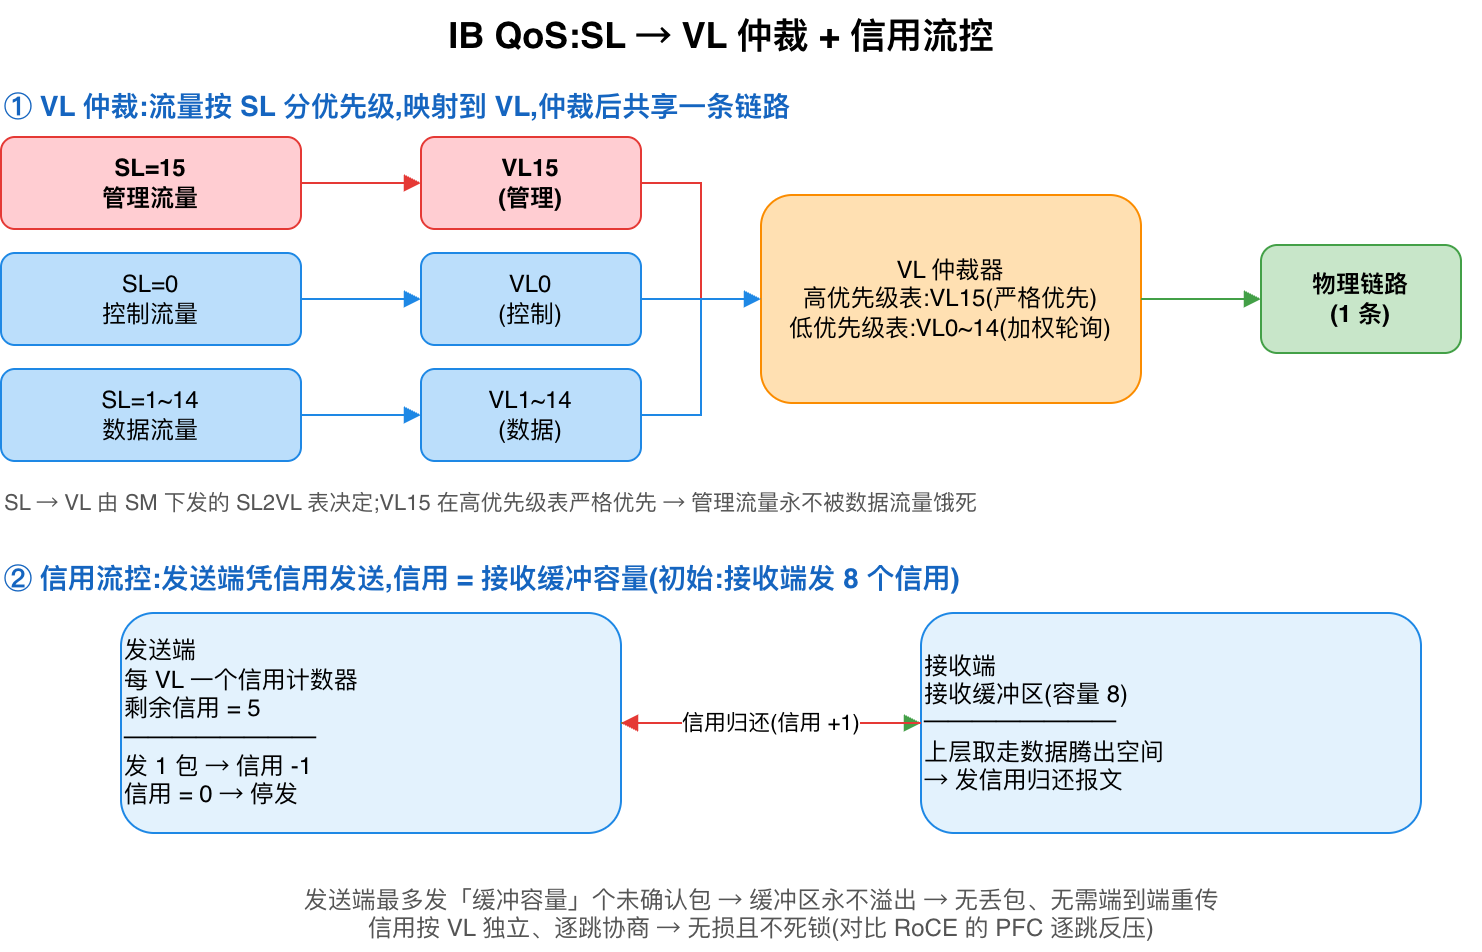 IB QoS:SL → VL 仲裁 + 信用流控
① VL 仲裁:流量按 SL 分优先级,映射到 VL,仲裁后共享一条链路
SL=15
管理流量
VL15
(管理)
SL=0
控制流量
VL0
(控制)
SL=1~14
数据流量
VL1~14
(数据)
VL 仲裁器
高优先级表:VL15(严格优先)
低优先级表:VL0~14(加权轮询)
物理链路
(1 条)
SL → VL 由 SM 下发的 SL2VL 表决定;VL15 在高优先级表严格优先 → 管理流量永不被数据流量饿死
② 信用流控:发送端凭信用发送,信用 = 接收缓冲容量(初始:接收端发 8 个信用)
发送端
每 VL 一个信用计数器
剩余信用 = 5
────────────
发 1 包 → 信用 -1
信用 = 0 → 停发
信用归还(信用 +1)
接收端
接收缓冲区(容量 8)
────────────
上层取走数据腾出空间
→ 发信用归还报文
发送端最多发「缓冲容量」个未确认包 → 缓冲区永不溢出 → 无丢包、无需端到端重传
信用按 VL 独立、逐跳协商 → 无损且不死锁(对比 RoCE 的 PFC 逐跳反压)